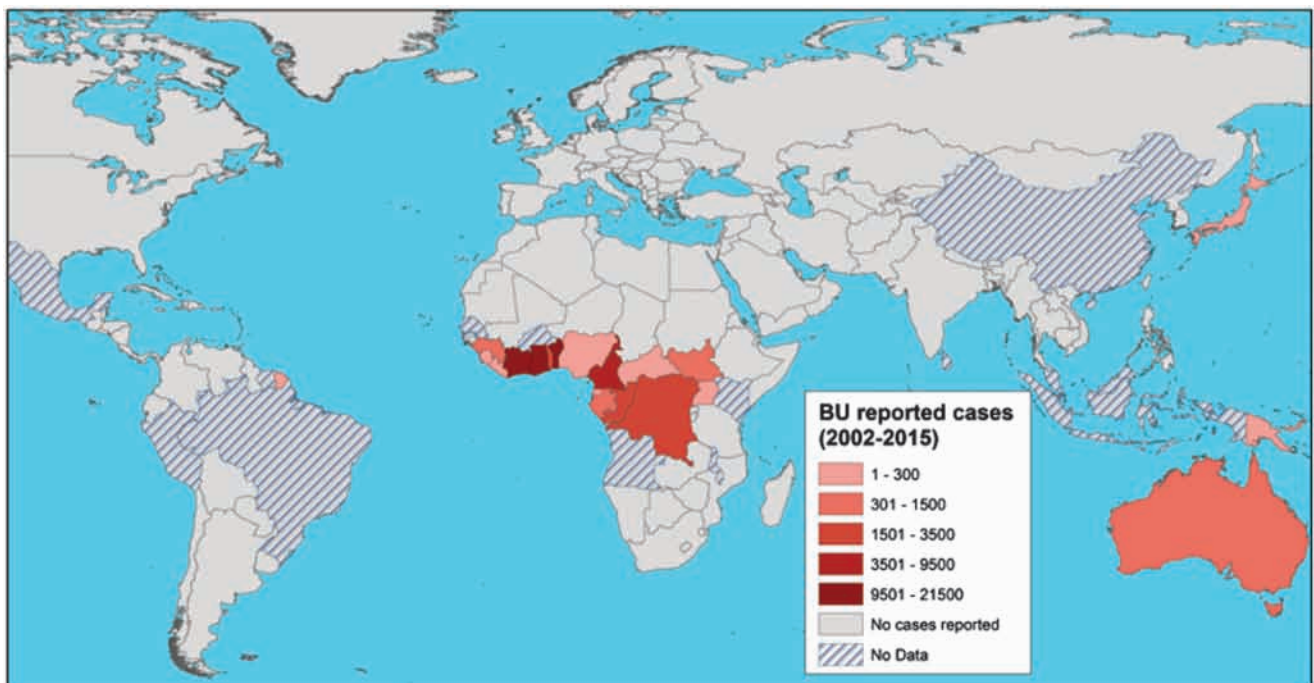 BU reported cases
(2002-2015)
1 - 300
301 - 1500
1501 - 3500
3501 - 9500
9501 - 21500
No cases reported
No Data